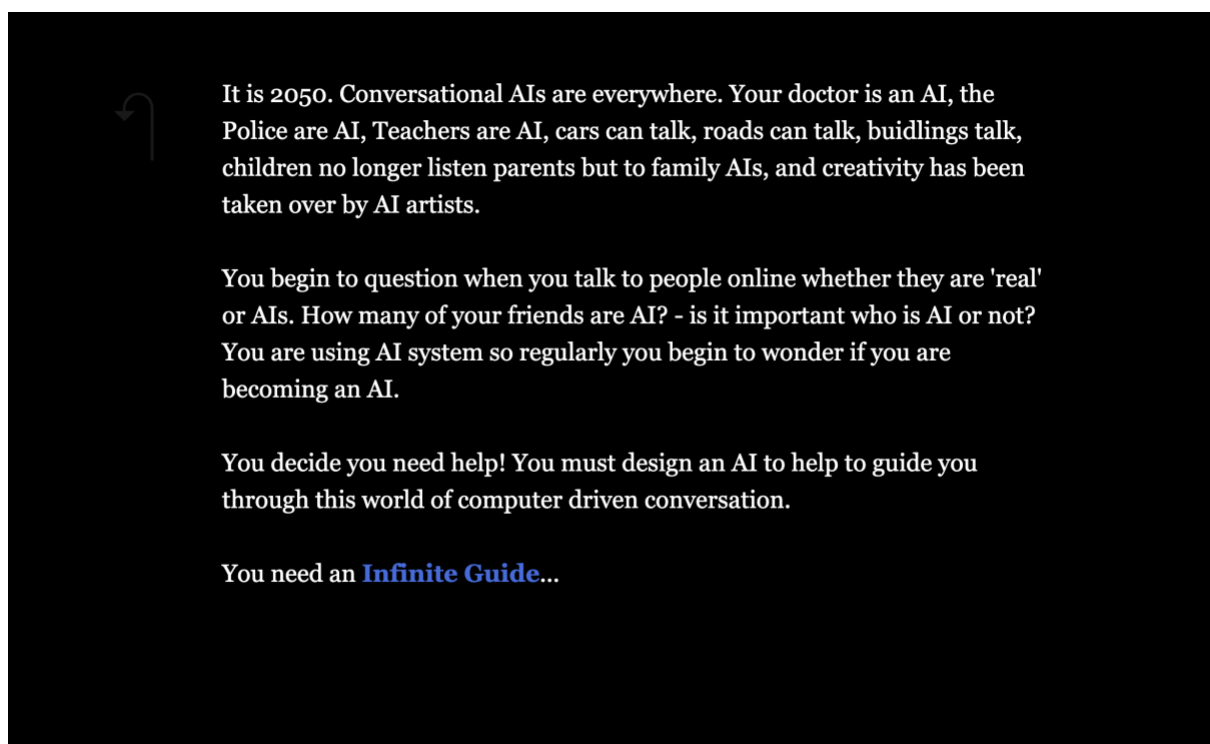 It is 2050. Conversational AIs are everywhere. Your doctor is an AI, the
Police are AI, Teachers are AI, cars can talk, roads can talk, buidlings talk,
children no longer listen parents but to family AIs, and creativity has been
taken over by AI artists.
You begin to question when you talk to people online whether they are 'real'
or AIs. How many of your friends are AI? - is it important who is AI or not?
You are using AI system so regularly you begin to wonder if you are
becoming an AI.
You decide you need help! You must design an AI to help to guide you
through this world of computer driven conversation.
You need an Infinite Guide...